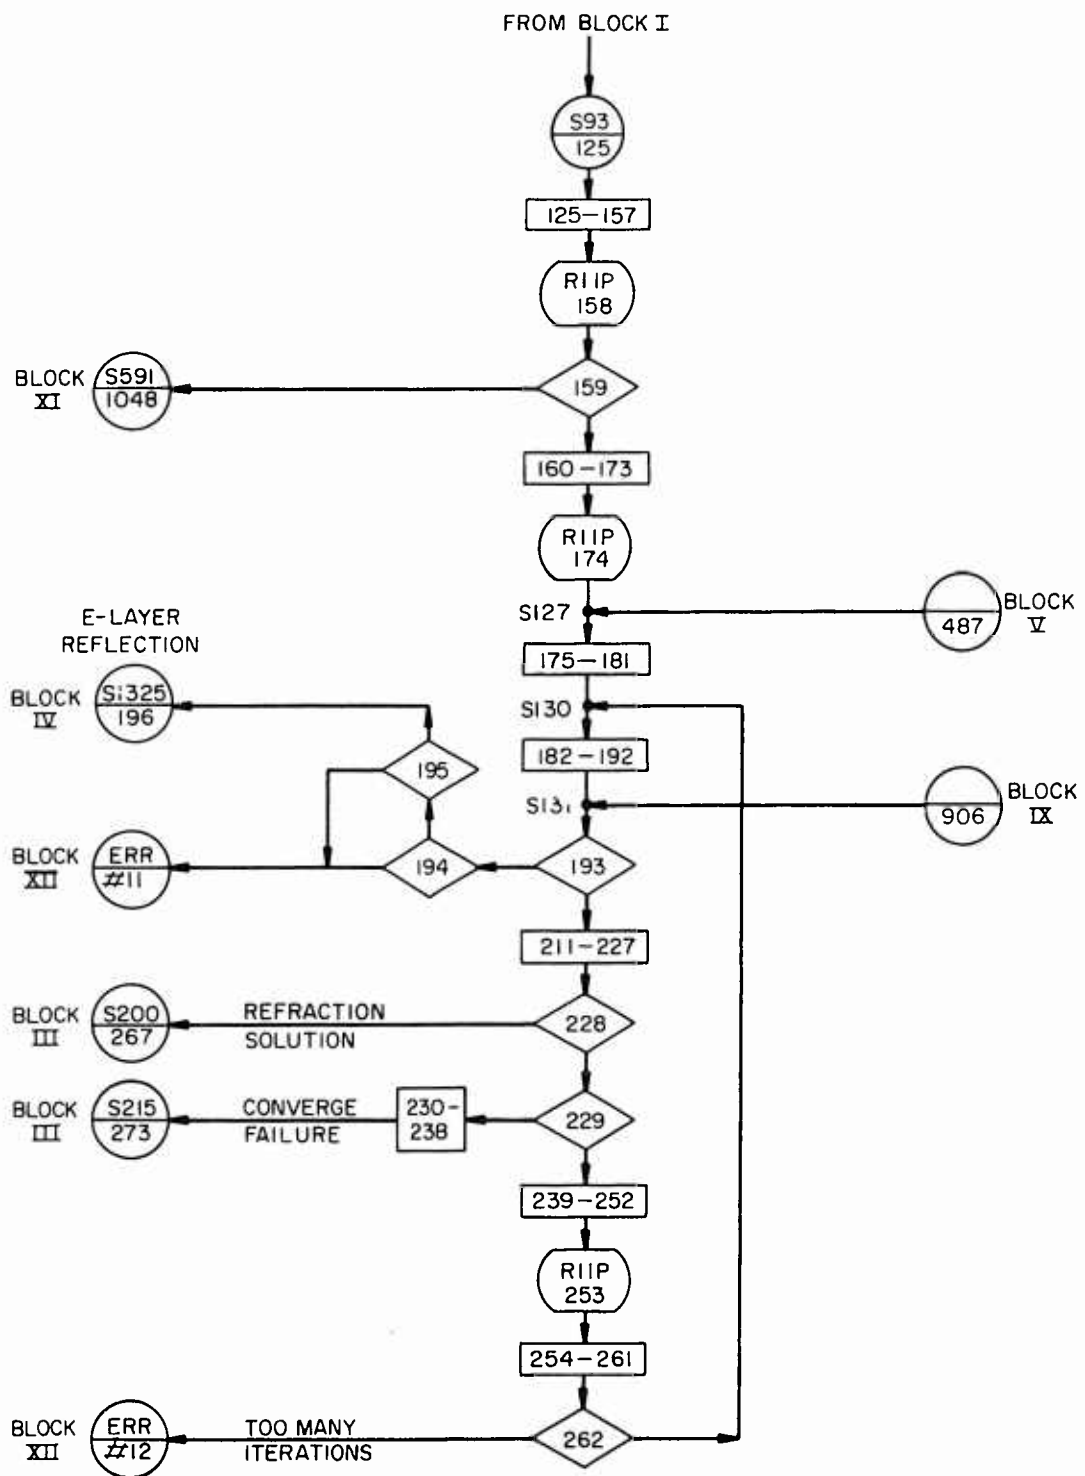 FROM BLOCK I
S93
125
125-157
R11P
158
159
BLOCK
XI
S591
1048
160-173
R11P
174
S127
487
BLOCK
V
175-181
E-LAYER
REFLECTION
BLOCK
IV
S1325
196
S130
182-192
195
S131
906
BLOCK
IX
BLOCK
XII
ERR
#11
194
193
211-227
BLOCK
III
S200
267
REFRACTION
SOLUTION
228
BLOCK
III
S215
273
CONVERGE
FAILURE
230-
238
229
239-252
R11P
253
254-261
BLOCK
XII
ERR
#12
TOO MANY
ITERATIONS
262